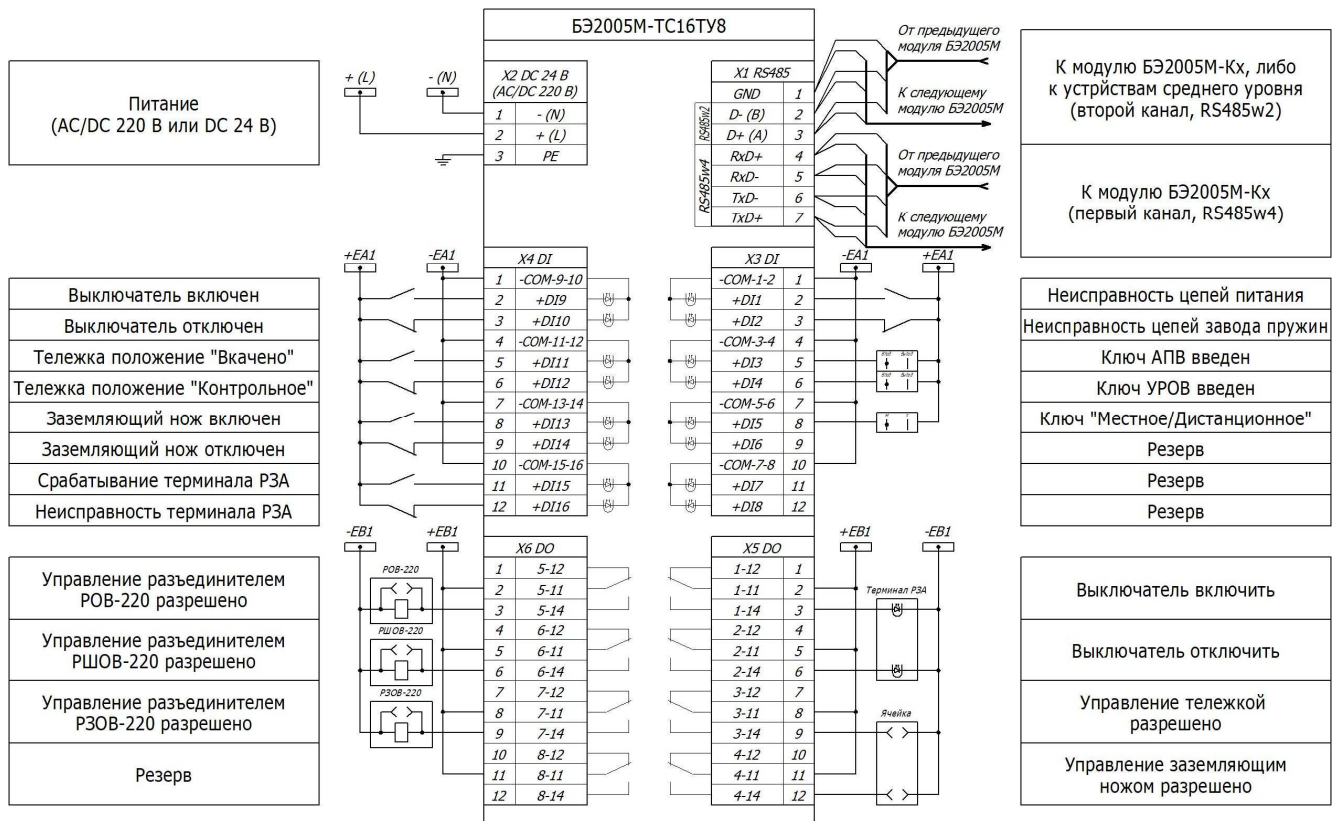 БЭ2005М-ТС16ТУ8
Питание
(AC/DC 220 В или DC 24 В)
+ (L)
- (N)
X2 DC 24 В
(AC/DC 220 В)
1 - (N)
2 + (L)
3 PE
X1 RS485
GND 1
D- (B) 2
D+ (A) 3
RxD+ 4
RxD- 5
TxD- 6
TxD+ 7
RS485w2
RS485w4
От предыдущего
модуля БЭ2005М
К следующему
модулю БЭ2005М
От предыдущего
модуля БЭ2005М
К следующему
модулю БЭ2005М
К модулю БЭ2005М-Кх, либо
к устрйствам среднего уровня
(второй канал, RS485w2)
К модулю БЭ2005М-Кх
(первый канал, RS485w4)
Выключатель включен
Выключатель отключен
Тележка положение "Вкачено"
Тележка положение "Контрольное"
Заземляющий нож включен
Заземляющий нож отключен
Срабатывание терминала РЗА
Неисправность терминала РЗА
+EA1
-EA1
X4 DI
1 -COM-9-10
2 +DI9
3 +DI10
4 -COM-11-12
5 +DI11
6 +DI12
7 -COM-13-14
8 +DI13
9 +DI14
10 -COM-15-16
11 +DI15
12 +DI16
X3 DI
-COM-1-2 1
+DI1 2
+DI2 3
-COM-3-4 4
+DI3 5
+DI4 6
-COM-5-6 7
+DI5 8
+DI6 9
-COM-7-8 10
+DI7 11
+DI8 12
-EA1
+EA1
Неисправность цепей питания
Неисправность цепей завода пружин
Ключ АПВ введен
Ключ УРОВ введен
Ключ "Местное/Дистанционное"
Резерв
Резерв
Резерв
Управление разъединителем
РОВ-220 разрешено
Управление разъединителем
РШОВ-220 разрешено
Управление разъединителем
РЗОВ-220 разрешено
Резерв
-EB1
+EB1
РОВ-220
РШОВ-220
РЗОВ-220
X6 DO
1 5-12
2 5-11
3 5-14
4 6-12
5 6-11
6 6-14
7 7-12
8 7-11
9 7-14
10 8-12
11 8-11
12 8-14
X5 DO
1-12 1
1-11 2
1-14 3
2-12 4
2-11 5
2-14 6
3-12 7
3-11 8
3-14 9
4-12 10
4-11 11
4-14 12
+EB1
-EB1
Терминал РЗА
Ячейка
Выключатель включить
Выключатель отключить
Управление тележкой
разрешено
Управление заземляющим
ножом разрешено